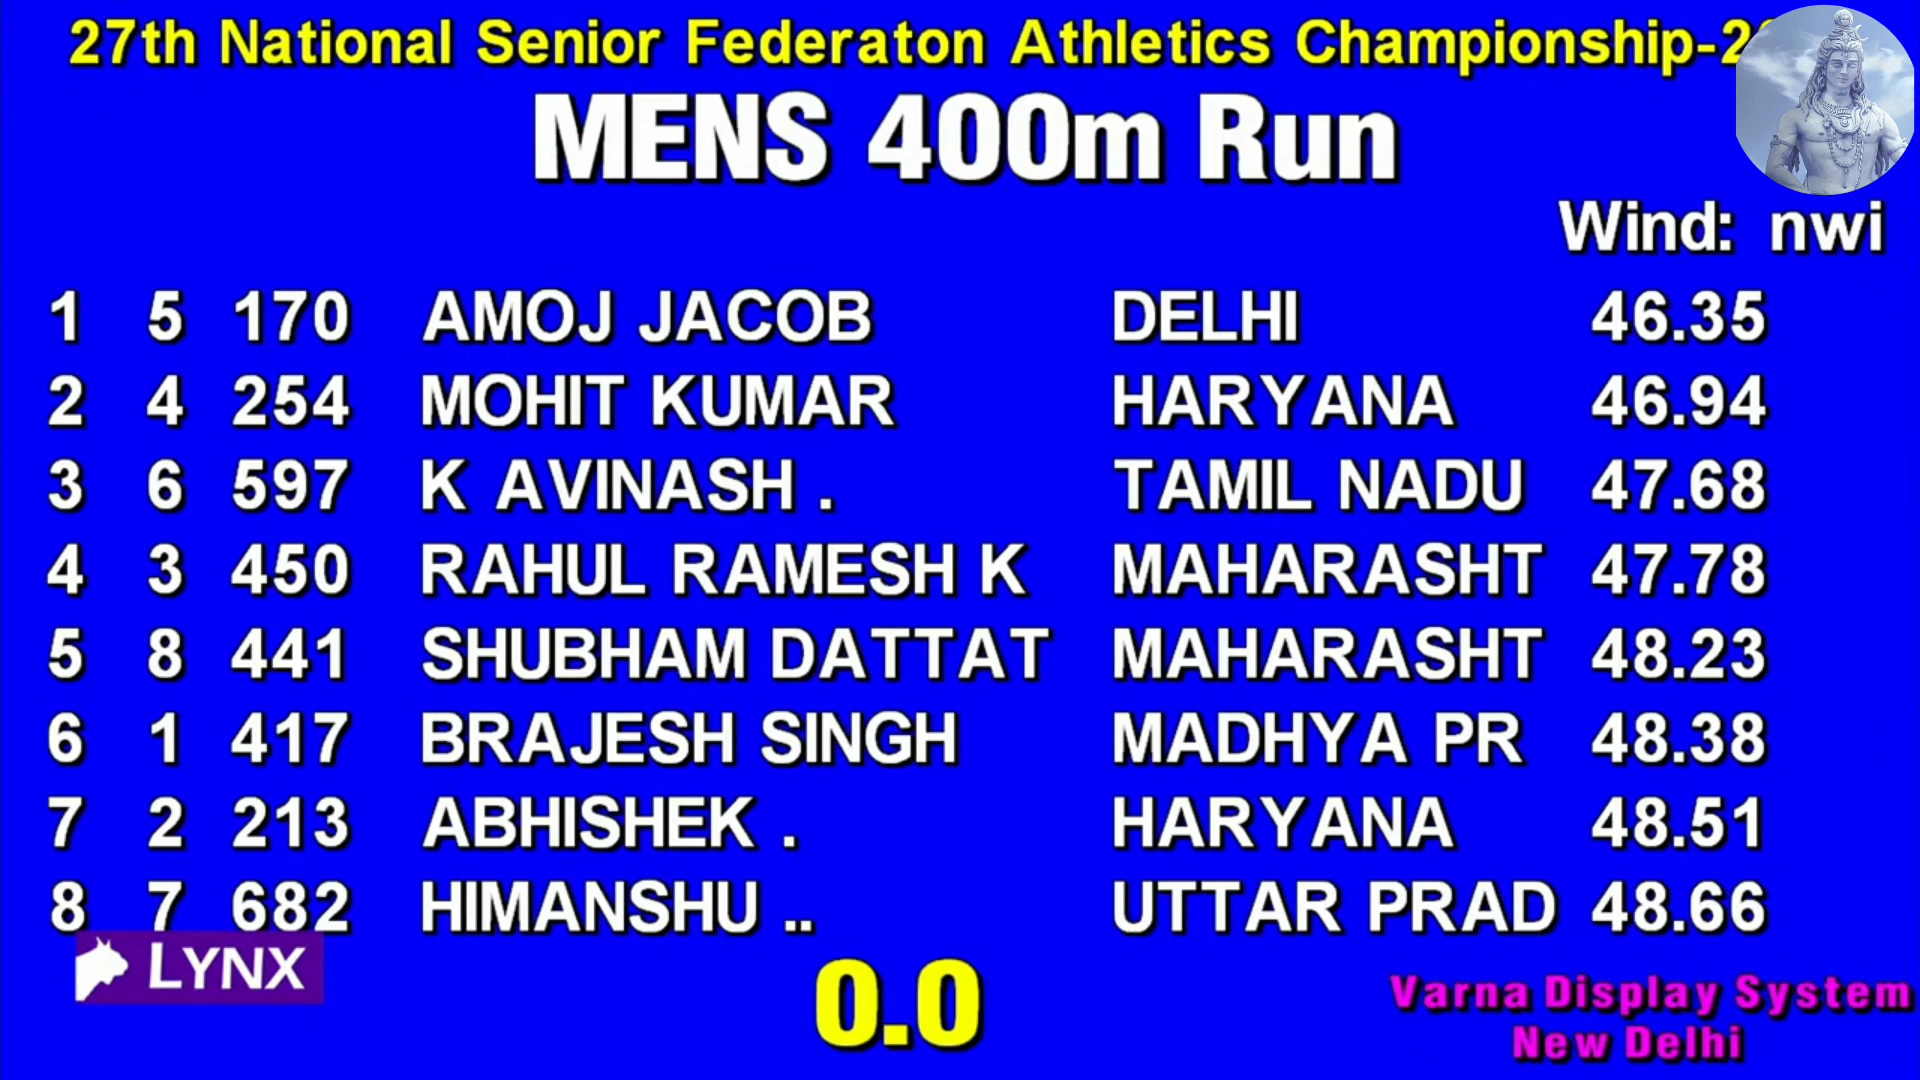 27th National Senior Federaton Athletics Championship-2
MENS 400m Run
Wind: nwi
1 5 170 AMOJ JACOB DELHI 46.35
2 4 254 MOHIT KUMAR HARYANA 46.94
3 6 597 K AVINASH . TAMIL NADU 47.68
4 3 450 RAHUL RAMESH K MAHARASHT 47.78
5 8 441 SHUBHAM DATTAT MAHARASHT 48.23
6 1 417 BRAJESH SINGH MADHYA PR 48.38
7 2 213 ABHISHEK . HARYANA 48.51
8 7 682 HIMANSHU .. UTTAR PRAD 48.66
LYNX
0.0
Varna Display System
New Delhi